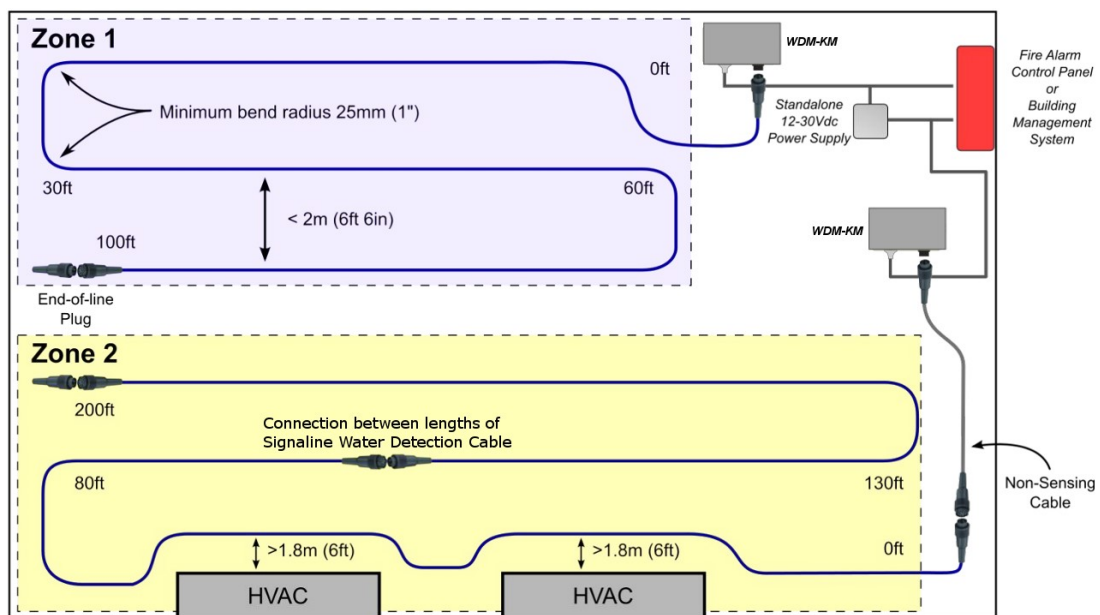 Zone 1
0ft
WDM-KM
Fire Alarm
Control Panel
or
Building
Management
System
Minimum bend radius 25mm (1")
Standalone
12-30Vdc
Power Supply
30ft
60ft
< 2m (6ft 6in)
WDM-KM
100ft
End-of-line
Plug
Zone 2
200ft
Connection between lengths of
Signaline Water Detection Cable
80ft
130ft
Non-Sensing
Cable
>1.8m (6ft)
>1.8m (6ft)
0ft
HVAC
HVAC